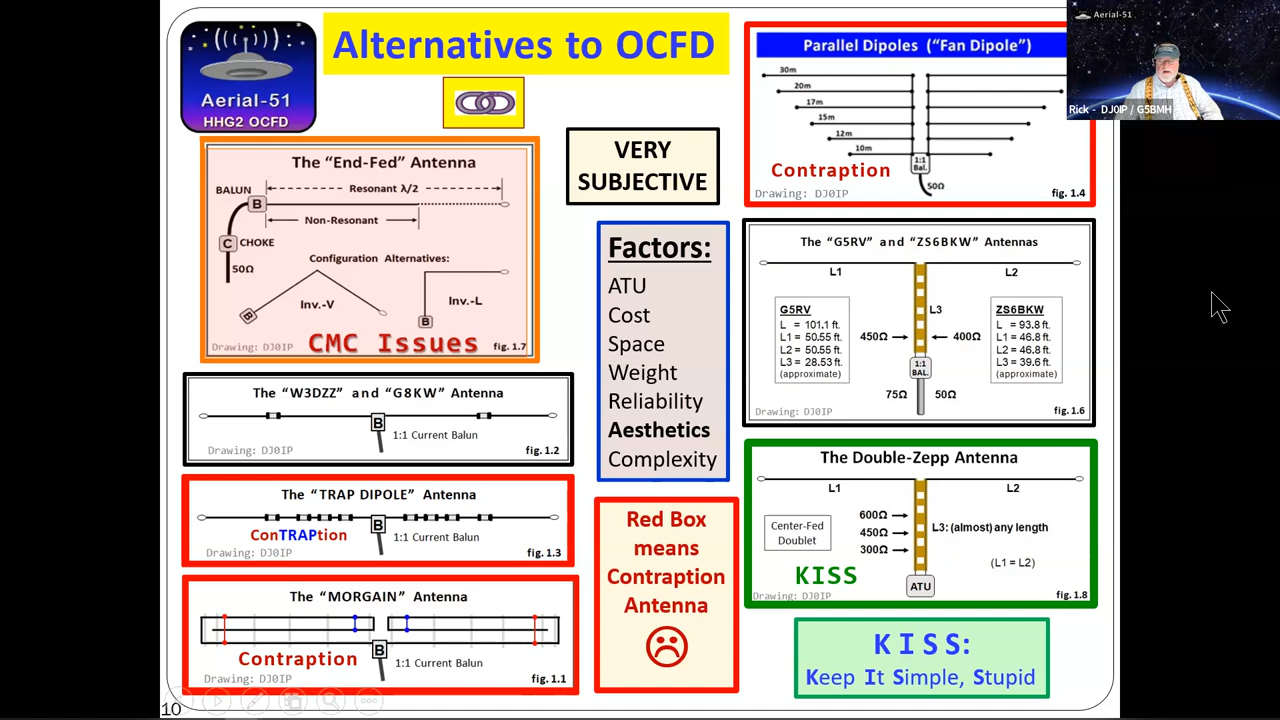 Alternatives to OCFD
Aerial-51
HHG2 OCFD
The “End-Fed” Antenna
BALUN
Resonant λ/2
B
Non-Resonant
C
CHOKE
50Ω
Configuration Alternatives:
Inv.-V
Inv.-L
B
B
Drawing: DJ0IP
CMC Issues
fig. 1.7
The “W3DZZ” and “G8KW” Antenna
B
1:1 Current Balun
Drawing: DJ0IP
fig. 1.2
The “TRAP DIPOLE” Antenna
B
ConTRAPtion
1:1 Current Balun
Drawing: DJ0IP
fig. 1.3
The “MORGAIN” Antenna
B
Contraption
1:1 Current Balun
Drawing: DJ0IP
fig. 1.1
10
VERY
SUBJECTIVE
Factors:
ATU
Cost
Space
Weight
Reliability
Aesthetics
Complexity
Red Box
means
Contraption
Antenna
Parallel Dipoles (“Fan Dipole”)
30m
20m
17m
15m
12m
10m
1:1
Bal.
Contraption
50Ω
Drawing: DJ0IP
fig. 1.4
The “G5RV” and “ZS6BKW” Antennas
L1
L2
G5RV
L = 101.1 ft.
L1 = 50.55 ft.
L2 = 50.55 ft.
L3 = 28.53 ft.
(approximate)
L3
450Ω
400Ω
1:1
BAL.
75Ω
50Ω
ZS6BKW
L = 93.8 ft.
L1 = 46.8 ft.
L2 = 46.8 ft.
L3 = 39.6 ft.
(approximate)
Drawing: DJ0IP
fig. 1.6
The Double-Zepp Antenna
L1
L2
Center-Fed
Doublet
600Ω
450Ω
300Ω
L3: (almost) any length
(L1 = L2)
KISS
ATU
Drawing: DJ0IP
fig. 1.8
K I S S:
Keep It Simple, Stupid
Aerial-51
Rick - DJ0IP / G5BMH